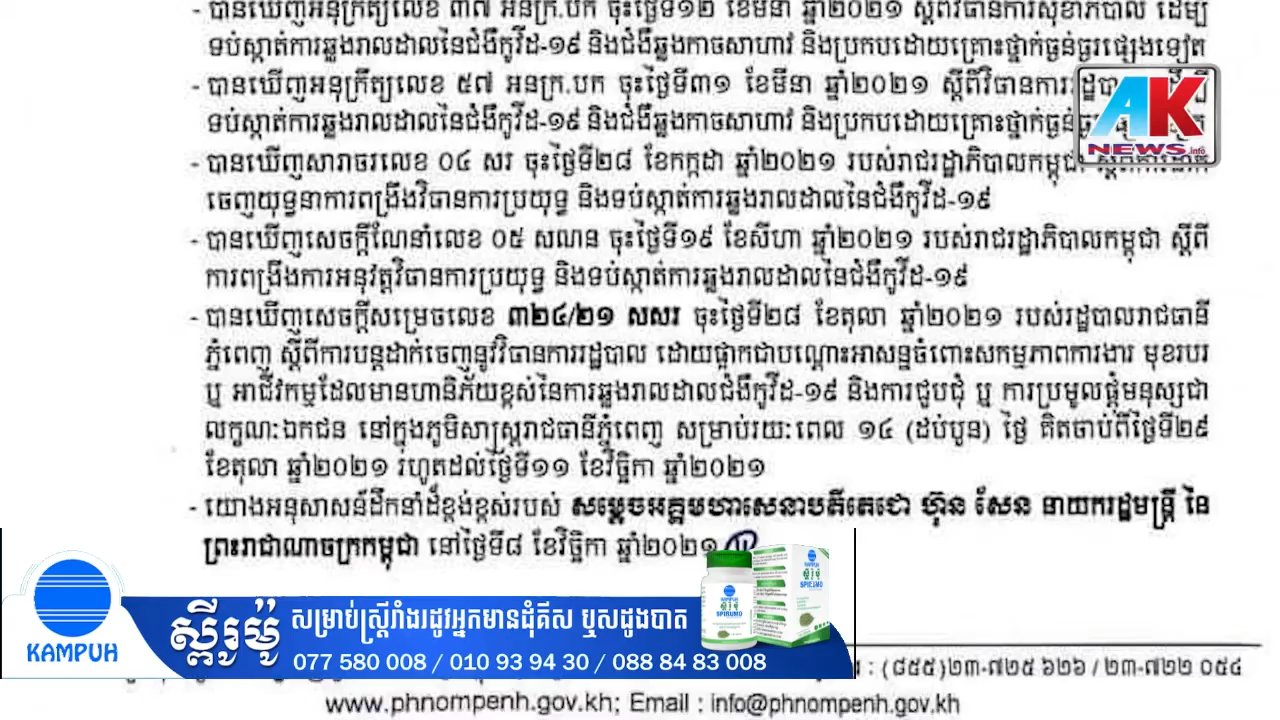 - បានឃើញអនុក្រឹត្យលេខ ៣៧ អនក្រ.បក ចុះថ្ងៃទី១២ ខែមីនា ឆ្នាំ២០២១ ស្តីពីវិធានការសុខាភិបាល ដើម្បី
ទប់ស្កាត់ការឆ្លងរាលដាលនៃជំងឺកូវីដ-១៩ និងជំងឺឆ្លងកាចសាហាវ និងប្រកបដោយគ្រោះថ្នាក់ធ្ងន់ធ្ងរផ្សេងទៀត
- បានឃើញអនុក្រឹត្យលេខ ៥៧ អនក្រ.បក ចុះថ្ងៃទី៣១ ខែមីនា ឆ្នាំ២០២១ ស្តីពីវិធានការ
ទប់ស្កាត់ការឆ្លងរាលដាលនៃជំងឺកូវីដ-១៩ និងជំងឺឆ្លងកាចសាហាវ និងប្រកបដោយគ្រោះថ្នាក់ធ្ងន់ធ្ងរ
AK
NEWS.info
- បានឃើញសារាចរលេខ ០៤ សរ ចុះថ្ងៃទី២៨ ខែកក្កដា ឆ្នាំ២០២១ របស់រាជរដ្ឋាភិបាលកម្ពុជា
ចេញយុទ្ធនាការពង្រឹងវិធានការប្រយុទ្ធ និងទប់ស្កាត់ការឆ្លងរាលដាលនៃជំងឺកូវីដ-១៩
- បានឃើញសេចក្តីណែនាំលេខ ០៥ សណន ចុះថ្ងៃទី១៩ ខែសីហា ឆ្នាំ២០២១ របស់រាជរដ្ឋាភិបាលកម្ពុជា ស្តីពី
ការពង្រឹងការអនុវត្តវិធានការប្រយុទ្ធ និងទប់ស្កាត់ការឆ្លងរាលដាលនៃជំងឺកូវីដ-១៩
- បានឃើញសេចក្តីសម្រេចលេខ ៣២៤/២១ សសរ ចុះថ្ងៃទី២៨ ខែតុលា ឆ្នាំ២០២១ របស់រដ្ឋបាលរាជធានី
ភ្នំពេញ ស្តីពីការបន្តដាក់ចេញនូវវិធានការរដ្ឋបាល ដោយផ្អាកជាបណ្តោះអាសន្នចំពោះសកម្មភាពការងារ មុខរបរ
ឬ អាជីវកម្មដែលមានហានិភ័យខ្ពស់នៃការឆ្លងរាលដាលជំងឺកូវីដ-១៩ និងការជួបជុំ ឬ ការប្រមូលផ្តុំមនុស្សជា
លក្ខណៈឯកជន នៅក្នុងភូមិសាស្ត្ររាជធានីភ្នំពេញ សម្រាប់រយៈពេល ១៤ (ដប់បួន) ថ្ងៃ គិតចាប់ពីថ្ងៃទី២៩
ខែតុលា ឆ្នាំ២០២១ រហូតដល់ថ្ងៃទី១១ ខែវិច្ឆិកា ឆ្នាំ២០២១
- យោងអនុសាសន៍ដឹកនាំដ៏ខ្ពង់ខ្ពស់របស់ សម្តេចអគ្គមហាសេនាបតីតេជោ ហ៊ុន សែន នាយករដ្ឋមន្ត្រី នៃ
ព្រះរាជាណាចក្រកម្ពុជា នៅថ្ងៃទី៨ ខែវិច្ឆិកា ឆ្នាំ២០២១
KAMPUH
ស្ពីរូម៉ូ
សម្រាប់ស្ត្រីរាំងរដូវអ្នកមានដុំគីស ឬសដូងបាត
077 580 008 / 010 93 94 30 / 088 84 83 008
KAMPUH
ស្ពីរូម៉ូ
SPIRUMO
: (៨៥៥)២៣-៧២៥ ៦២៦ / ២៣-៧២២ ០៥៤
www.phnompenh.gov.kh; Email : info@phnompenh.gov.kh